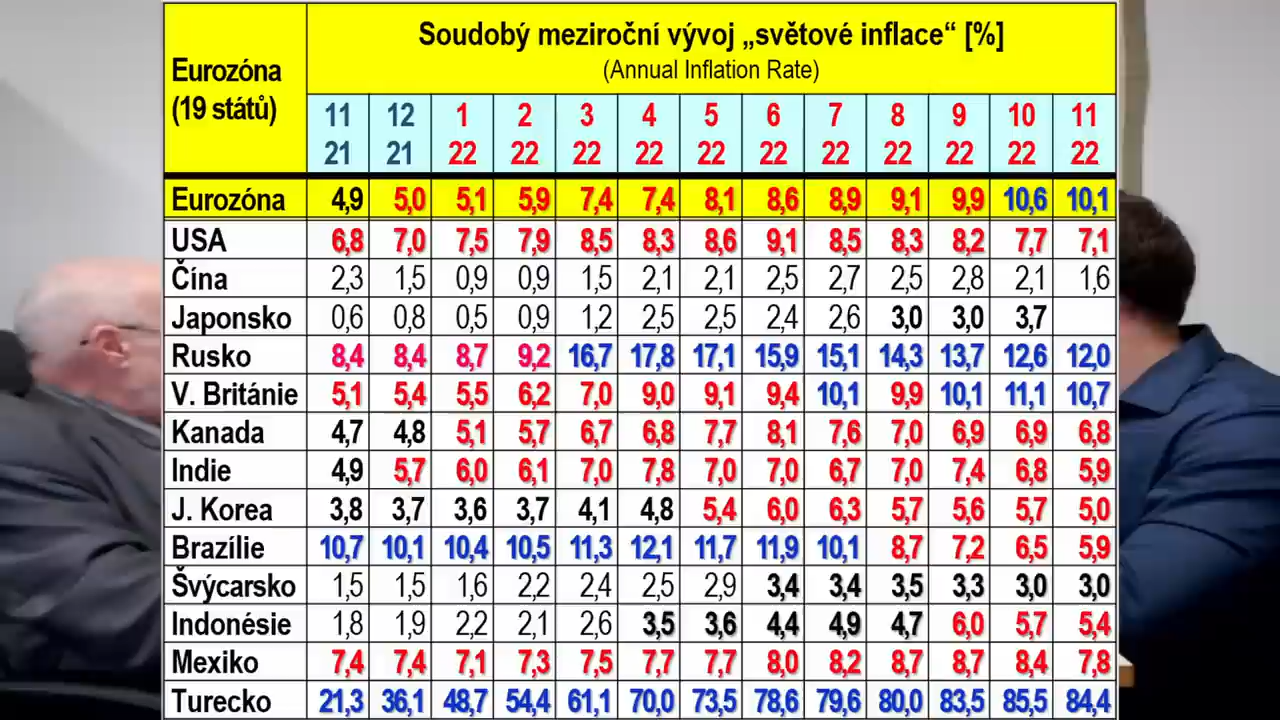 Eurozóna
(19 států)
Soudobý meziroční vývoj „světové inflace“ [%]
(Annual Inflation Rate)
11 12 1 2 3 4 5 6 7 8 9 10 11
21 21 22 22 22 22 22 22 22 22 22 22 22
Eurozóna 4,9 5,0 5,1 5,9 7,4 7,4 8,1 8,6 8,9 9,1 9,9 10,6 10,1
USA 6,8 7,0 7,5 7,9 8,5 8,3 8,6 9,1 8,5 8,3 8,2 7,7 7,1
Čína 2,3 1,5 0,9 0,9 1,5 2,1 2,1 2,5 2,7 2,5 2,8 2,1 1,6
Japonsko 0,6 0,8 0,5 0,9 1,2 2,5 2,5 2,4 2,6 3,0 3,0 3,7
Rusko 8,4 8,4 8,7 9,2 16,7 17,8 17,1 15,9 15,1 14,3 13,7 12,6 12,0
V. Británie 5,1 5,4 5,5 6,2 7,0 9,0 9,1 9,4 10,1 9,9 10,1 11,1 10,7
Kanada 4,7 4,8 5,1 5,7 6,7 6,8 7,7 8,1 7,6 7,0 6,9 6,9 6,8
Indie 4,9 5,7 6,0 6,1 7,0 7,8 7,0 7,0 6,7 7,0 7,4 6,8 5,9
J. Korea 3,8 3,7 3,6 3,7 4,1 4,8 5,4 6,0 6,3 5,7 5,6 5,7 5,0
Brazílie 10,7 10,1 10,4 10,5 11,3 12,1 11,7 11,9 10,1 8,7 7,2 6,5 5,9
Švýcarsko 1,5 1,5 1,6 2,2 2,4 2,5 2,9 3,4 3,4 3,5 3,3 3,0 3,0
Indonésie 1,8 1,9 2,2 2,1 2,6 3,5 3,6 4,4 4,9 4,7 6,0 5,7 5,4
Mexiko 7,4 7,4 7,1 7,3 7,5 7,7 7,7 8,0 8,2 8,7 8,7 8,4 7,8
Turecko 21,3 36,1 48,7 54,4 61,1 70,0 73,5 78,6 79,6 80,0 83,5 85,5 84,4